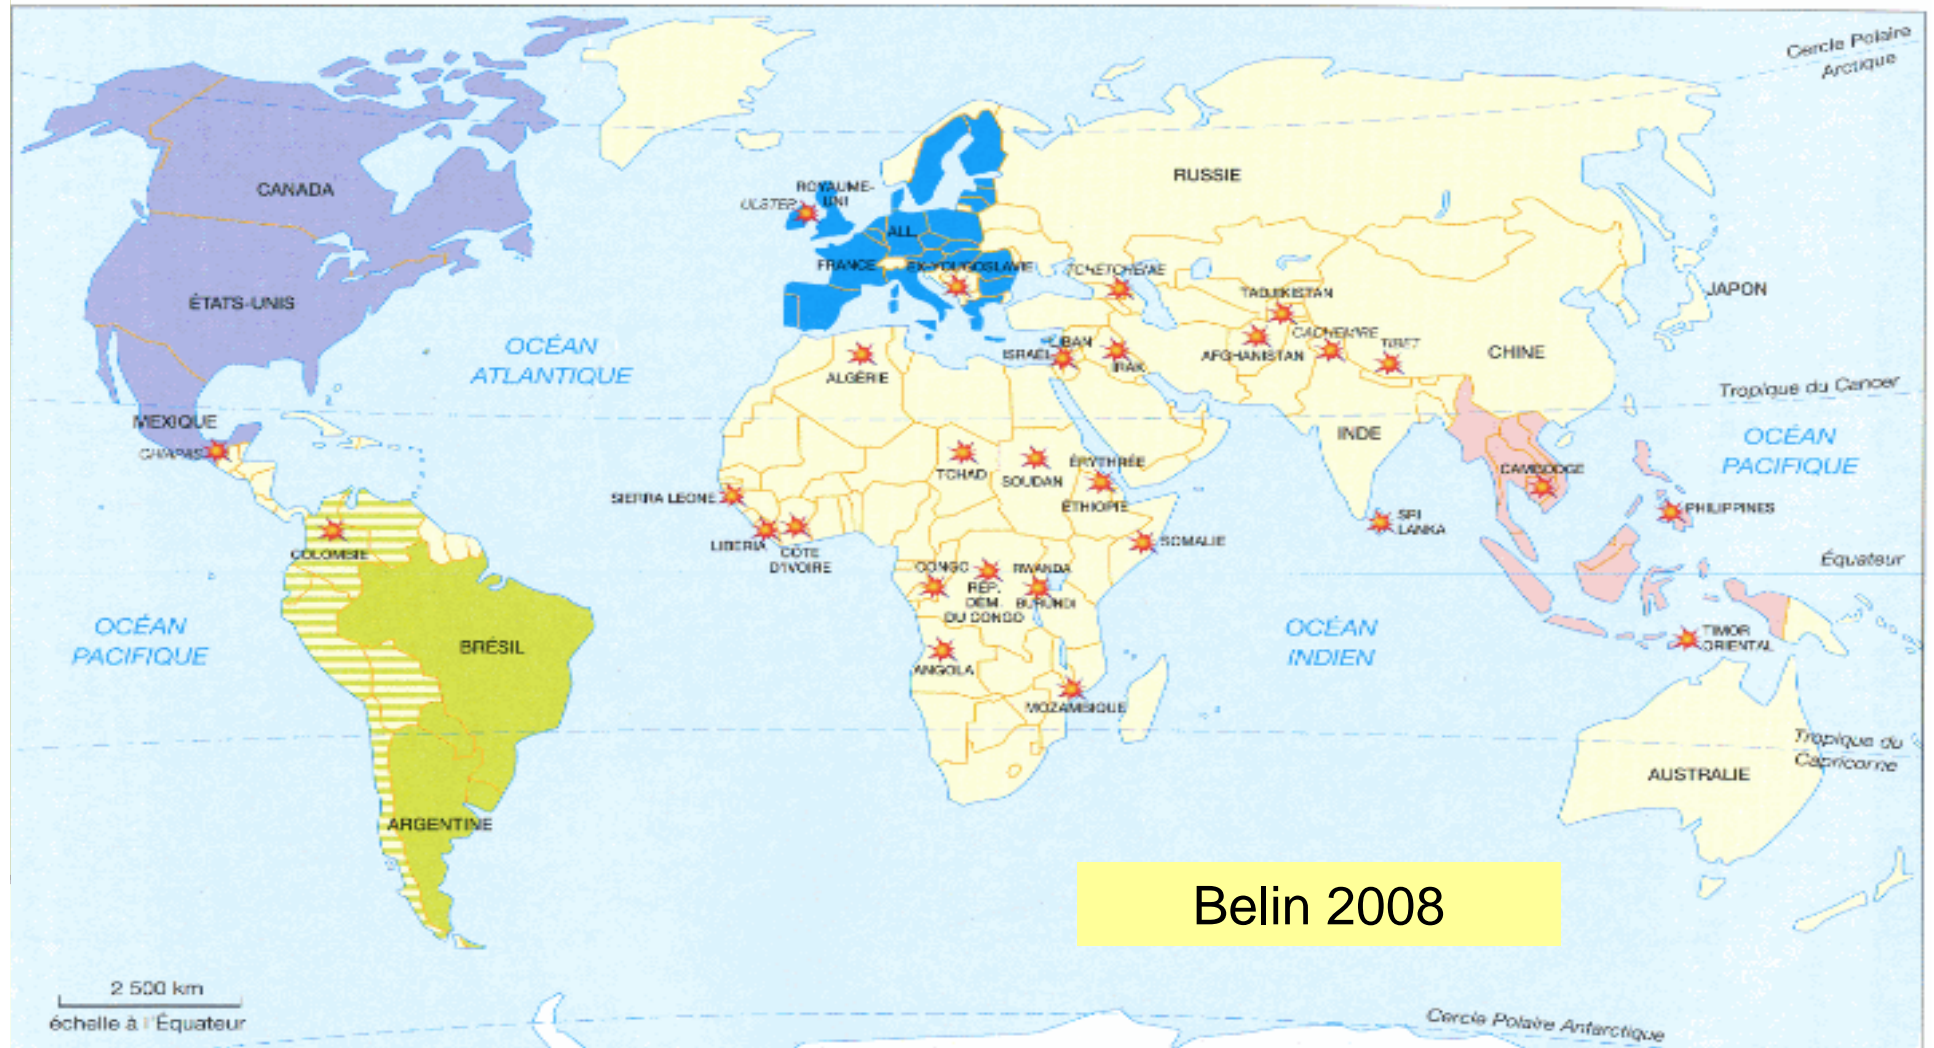 Cercle Polaire
Arctique
CANADA
RUSSIE
ROYAUME-
UNI
ULSTER
ALL.
FRANCE
EX-YOUGOSLAVIE
TCHÉTCHÉNIE
TADJIKISTAN
JAPON
ÉTATS-UNIS
CACHEMIRE
TIBET
OCÉAN
ATLANTIQUE
LIBAN
ISRAËL
IRAK
AFGHANISTAN
CHINE
ALGÉRIE
Tropique du Cancer
MEXIQUE
CHIAPAS
INDE
OCÉAN
PACIFIQUE
TCHAD
SOUDAN
ÉRYTHRÉE
ÉTHIOPIE
CAMBODGE
SIERRA LEONE
PHILIPPINES
SRI
LANKA
LIBERIA
CÔTE
D'IVOIRE
SOMALIE
COLOMBIE
Équateur
CONGO
RÉP.
DÉM.
DU CONGO
RWANDA
BURUNDI
OCÉAN
PACIFIQUE
BRÉSIL
OCÉAN
INDIEN
TIMOR
ORIENTAL
ANGOLA
MOZAMBIQUE
Tropique du
Capricorne
AUSTRALIE
ARGENTINE
Belin 2008
2 500 km
échelle à l'Équateur
Cercle Polaire Antarctique